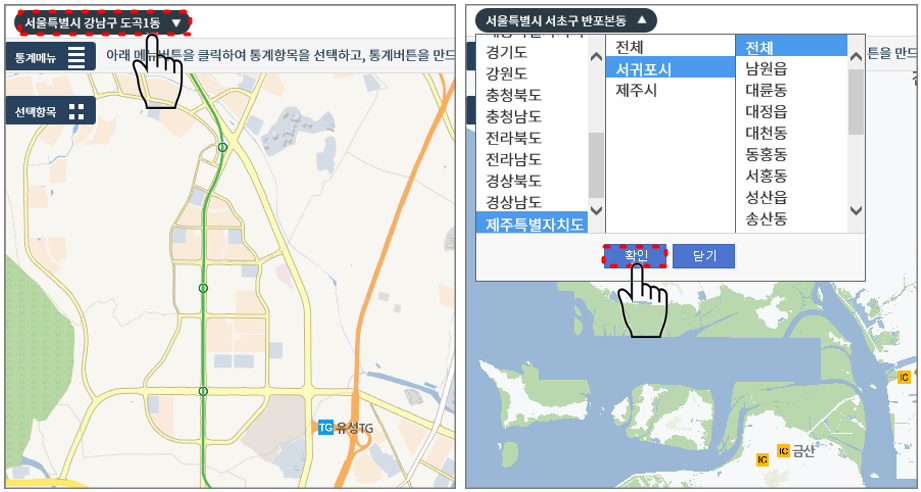 서울특별시 강남구 도곡1동 ▼
통계메뉴
아래 메뉴버튼을 클릭하여 통계항목을 선택하고, 통계버튼을 만드
선택항목
TG 유성TG
서울특별시 서초구 반포본동 ▲
튼을 만드
경기도
강원도
충청북도
충청남도
전라북도
전라남도
경상북도
경상남도
제주특별자치도
전체
서귀포시
제주시
전체
남원읍
대륜동
대정읍
대천동
동홍동
서홍동
성산읍
송산동
확인
닫기
IC
IC 금산
IC